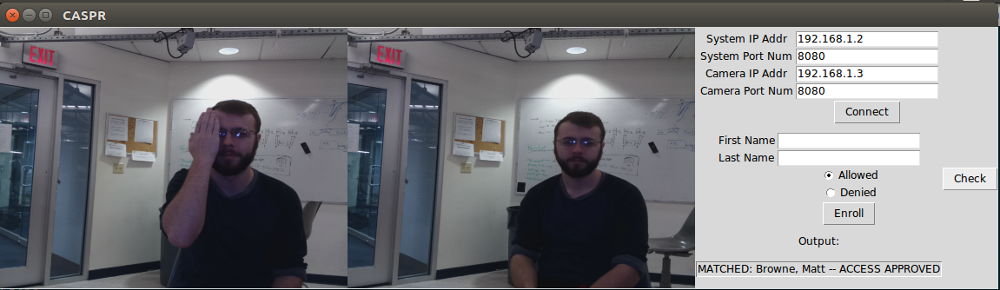 CASPR
EXIT
EXIT
System IP Addr 192.168.1.2
System Port Num 8080
Camera IP Addr 192.168.1.3
Camera Port Num 8080
Connect
First Name
Last Name
Allowed
Check
Denied
Enroll
Output:
MATCHED: Browne, Matt -- ACCESS APPROVED